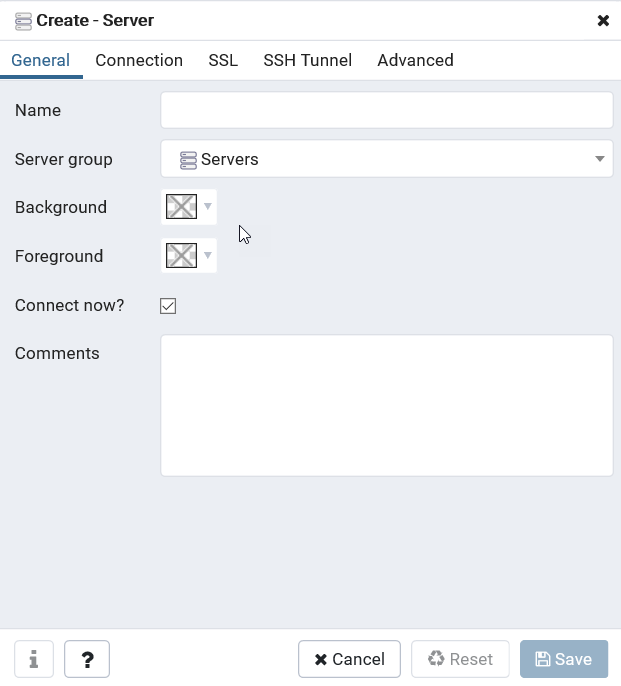 Create - Server
General Connection SSL SSH Tunnel Advanced
Name
Server group Servers
Background
Foreground
Connect now?
Comments
i ? Cancel Reset Save